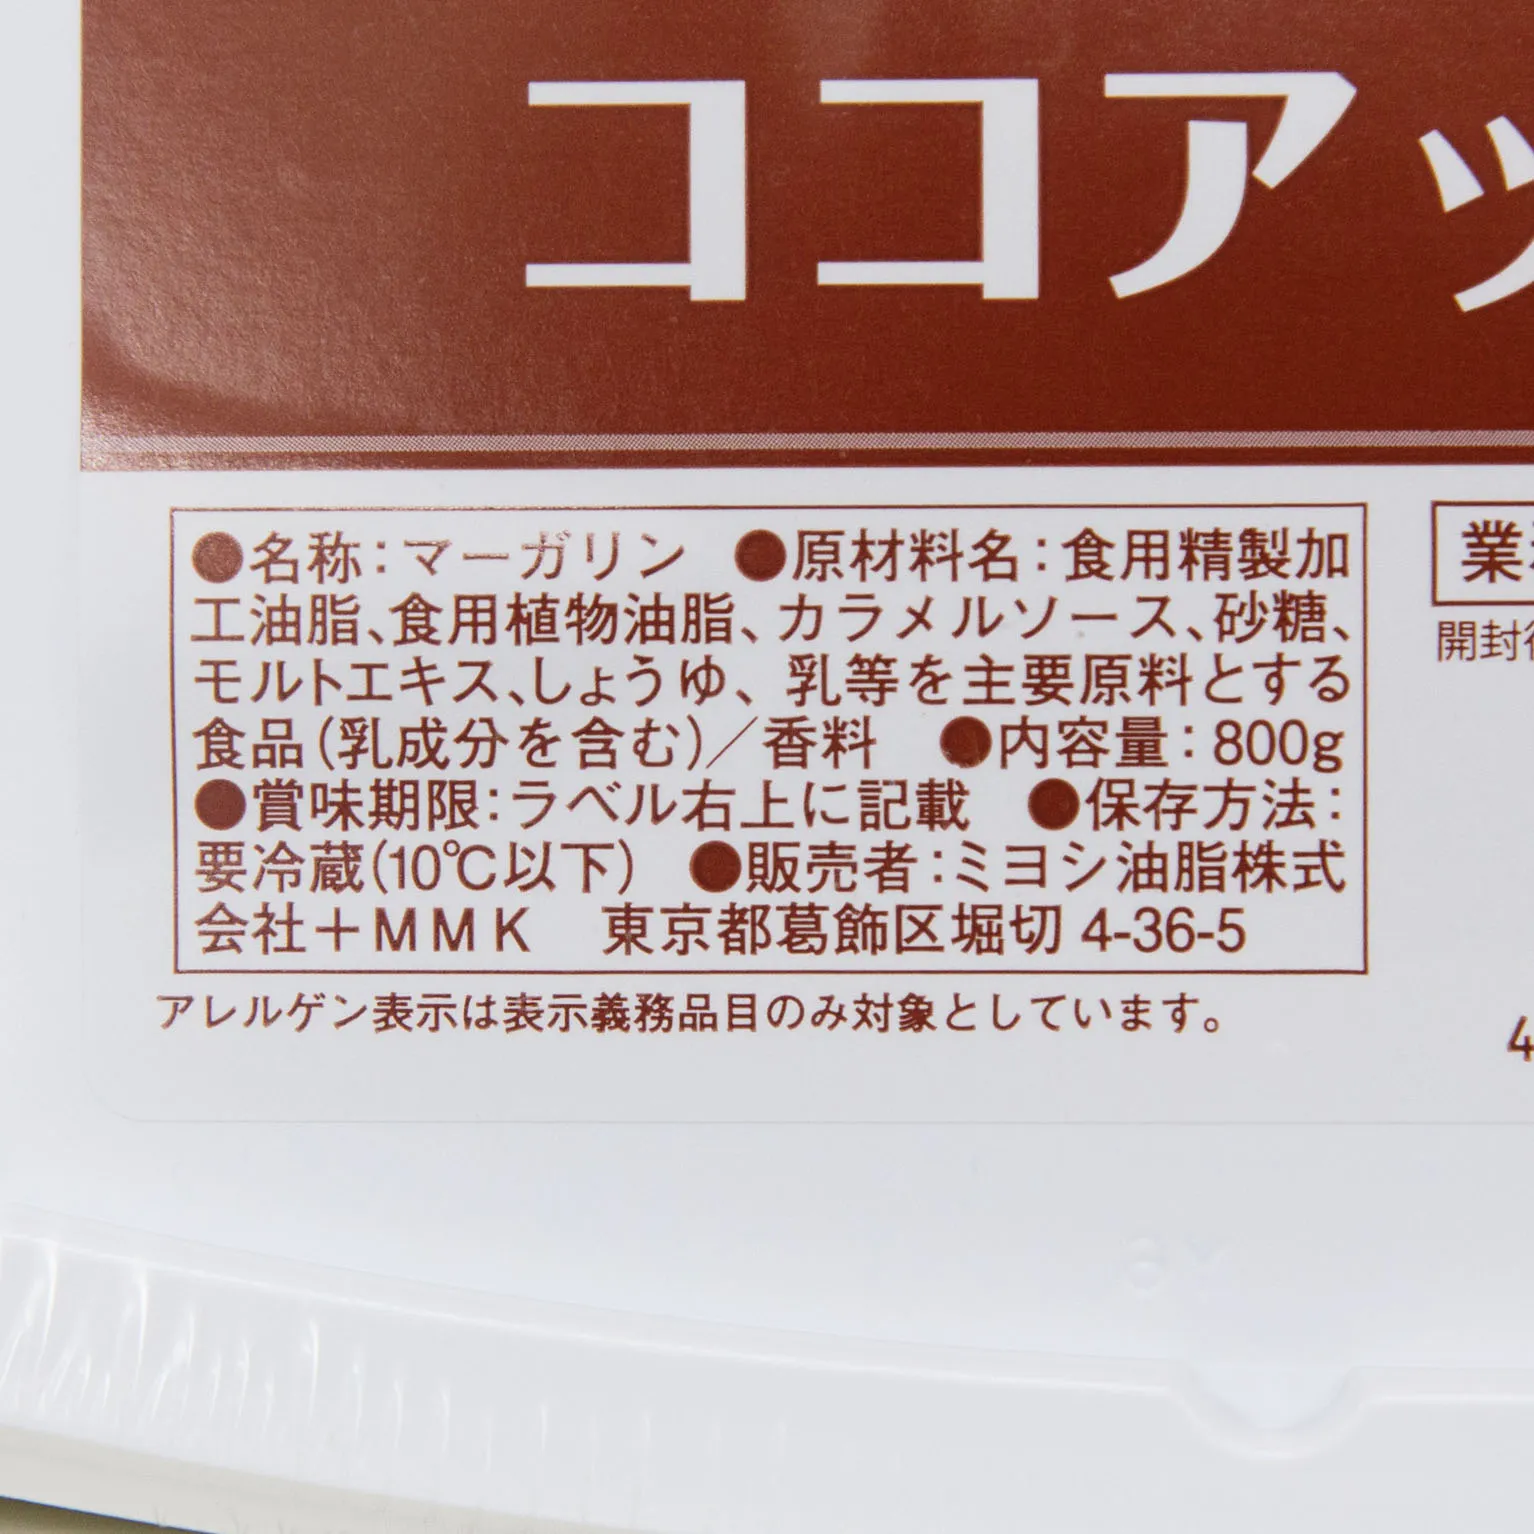 ココアッ
●名称：マーガリン ●原材料名：食用精製加
工油脂、食用植物油脂、カラメルソース、砂糖、
モルトエキス、しょうゆ、乳等を主要原料とする
食品（乳成分を含む）／香料 ●内容量：800g
●賞味期限：ラベル右上に記載 ●保存方法：
要冷蔵（10℃以下） ●販売者：ミヨシ油脂株式
会社＋MMK 東京都葛飾区堀切 4-36-5
アレルゲン表示は表示義務品目のみ対象としています。
業
開封
4